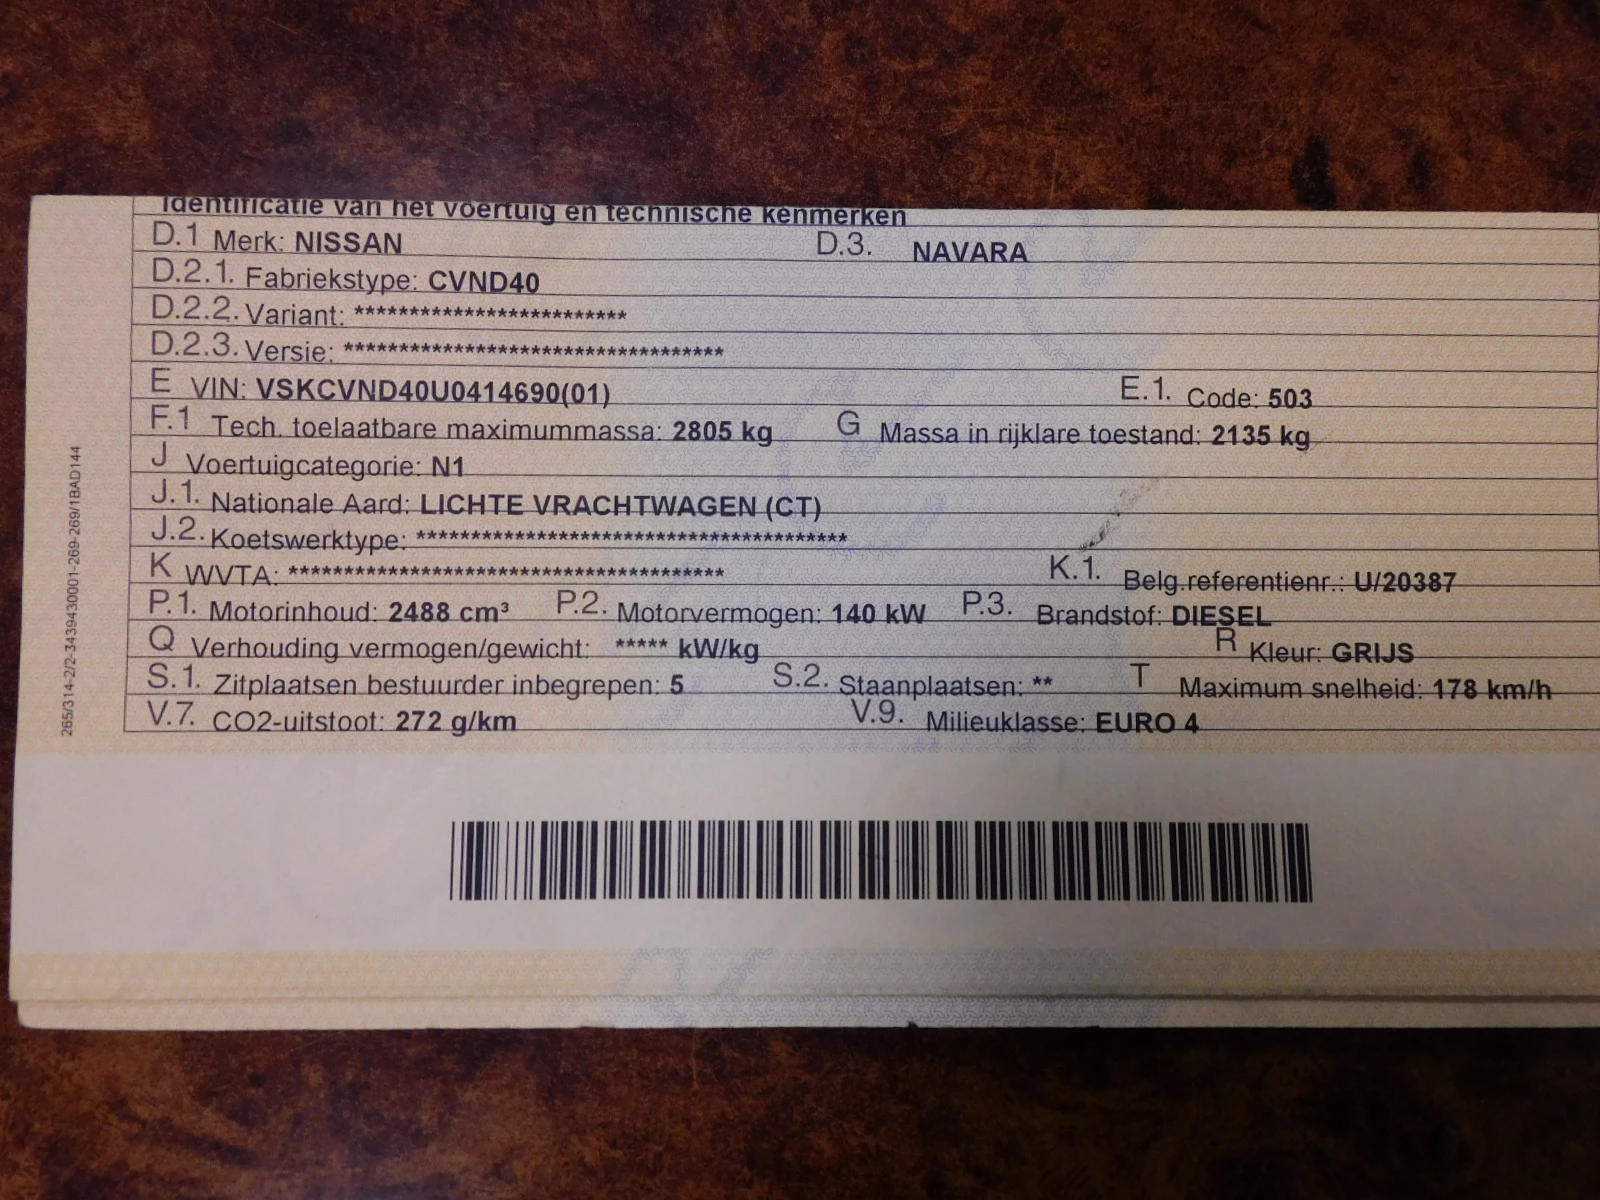 Identificatie van het voertuig en technische kenmerken
D.1 Merk: NISSAN D.3. NAVARA
D.2.1. Fabriekstype: CVND40
D.2.2. Variant: *************************
D.2.3. Versie: ***********************************
E VIN: VSKCVND40U0414690(01) E.1. Code: 503
F.1 Tech. toelaatbare maximummassa: 2805 kg G Massa in rijklare toestand: 2135 kg
J Voertuigcategorie: N1
J.1. Nationale Aard: LICHTE VRACHTWAGEN (CT)
J.2. Koetswerktype: ****************************************
K WVTA: **************************************** K.1. Belg.referentienr.: U/20387
P.1. Motorinhoud: 2488 cm³ P.2. Motorvermogen: 140 kW P.3. Brandstof: DIESEL
Q Verhouding vermogen/gewicht: ***** kW/kg R Kleur: GRIJS
S.1. Zitplaatsen bestuurder inbegrepen: 5 S.2. Staanplaatsen: ** T Maximum snelheid: 178 km/h
V.7. CO2-uitstoot: 272 g/km V.9. Milieuklasse: EURO 4
265/314-2/2-3439430001-269-269/1BAD144